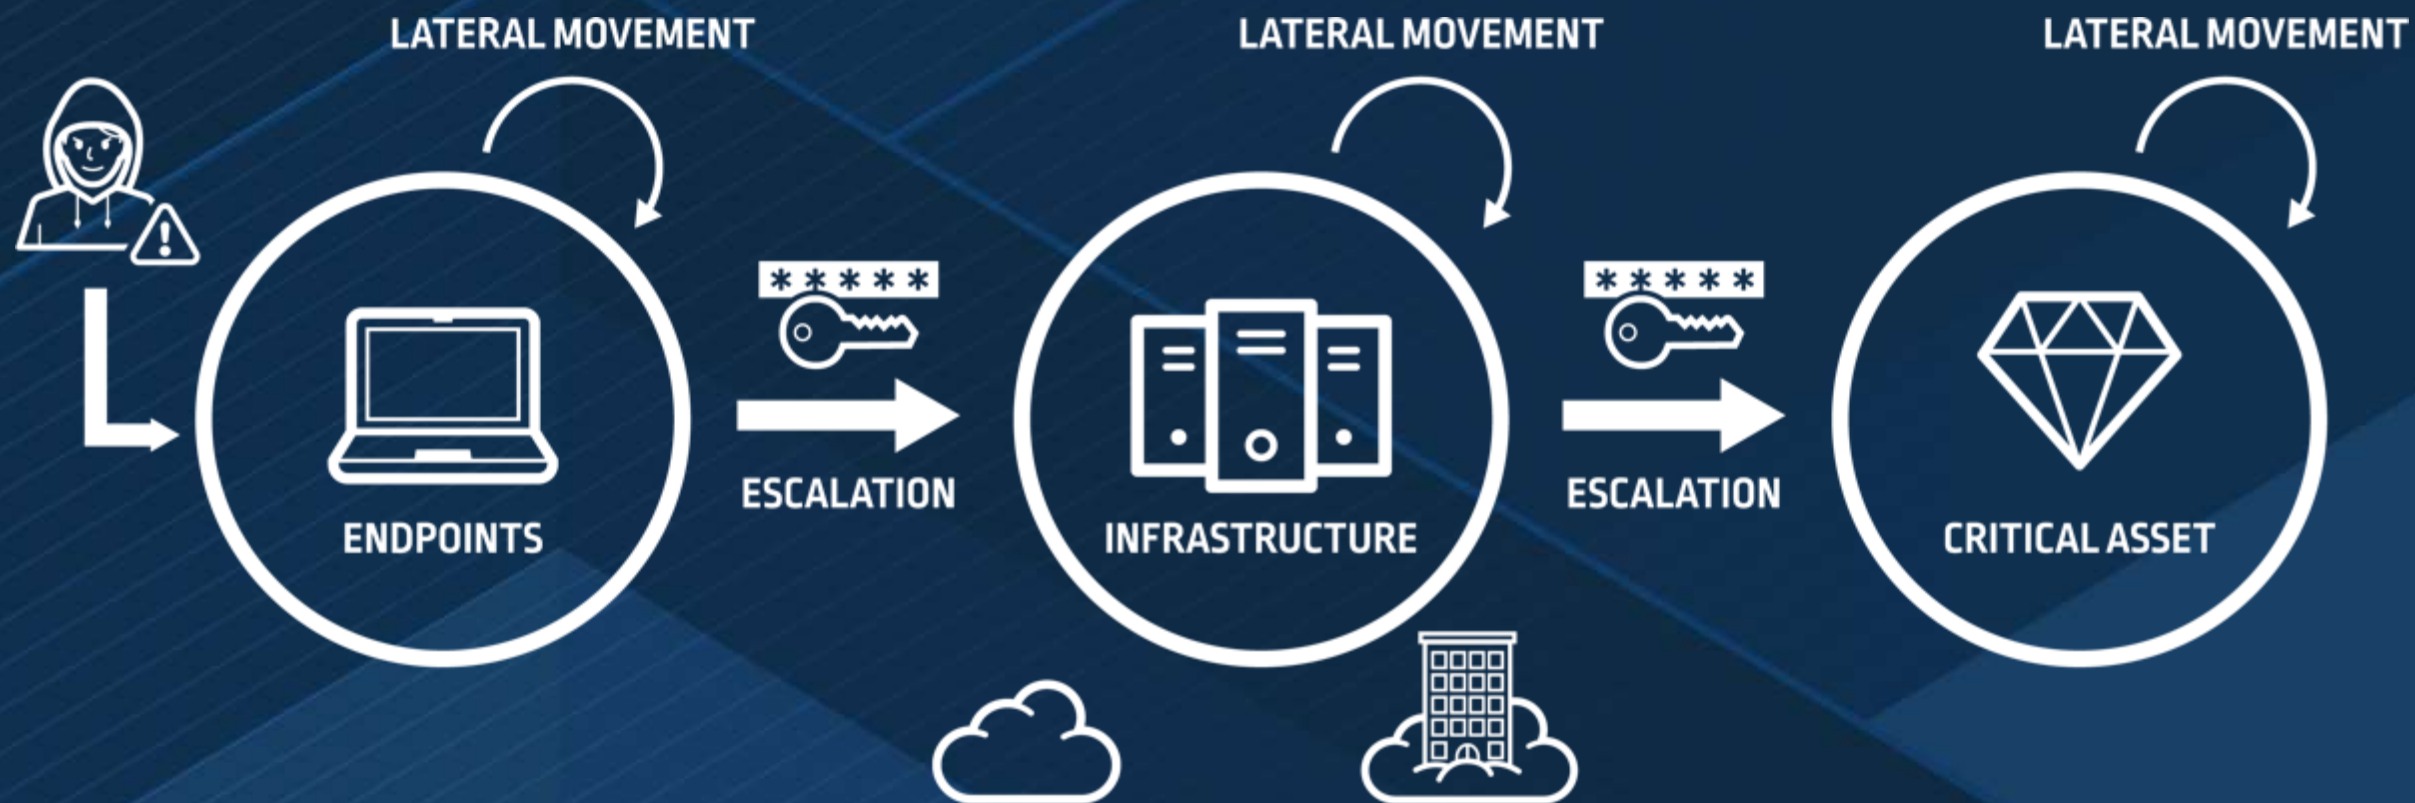 LATERAL MOVEMENT
LATERAL MOVEMENT
LATERAL MOVEMENT
*****
*****
ESCALATION
ESCALATION
ENDPOINTS
INFRASTRUCTURE
CRITICAL ASSET